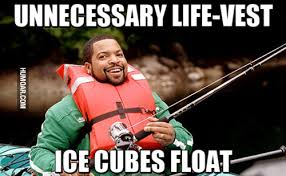 UNNECESSARY LIFE-VEST
HUMOAR.COM
ICE CUBES FLOAT